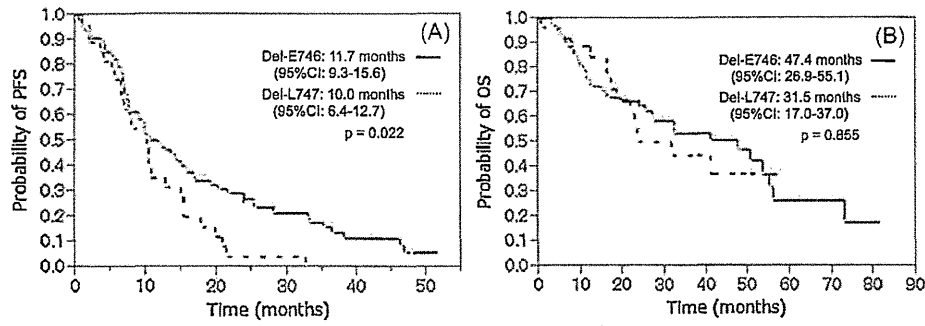 (A)
Probability of PFS
1.0
0.9
0.8
0.7
0.6
0.5
0.4
0.3
0.2
0.1
0.0
Del-E746: 11.7 months
(95%CI: 9.3-15.6)
Del-L747: 10.0 months
(95%CI: 6.4-12.7)
p = 0.022
0 10 20 30 40 50
Time (months)
(B)
Probability of OS
1.0
0.9
0.8
0.7
0.6
0.5
0.4
0.3
0.2
0.1
0.0
Del-E746: 47.4 months
(95%CI: 26.9-55.1)
Del-L747: 31.5 months
(95%CI: 17.0-37.0)
p = 0.855
0 10 20 30 40 50 60 70 80 90
Time (months)